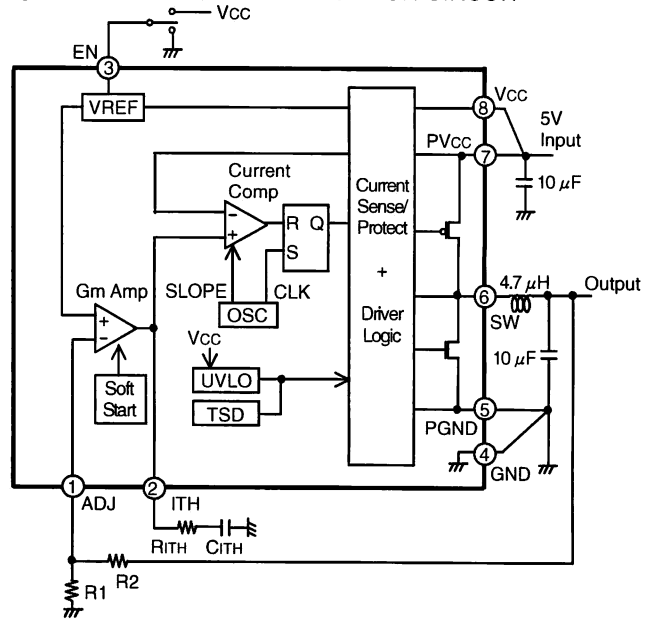 VCC
EN
3
VREF
8
VCC
5V
Input
PVCC
7
10 μF
Current
Comp
Current
Sense/
Protect
+
Driver
Logic
−
+
R Q
S
SLOPE
CLK
OSC
Gm Amp
+
−
4.7 μH
Output
6
SW
VCC
10 μF
Soft
Start
UVLO
TSD
5
PGND
4
GND
1
ADJ
2
ITH
RITH
CITH
R2
R1